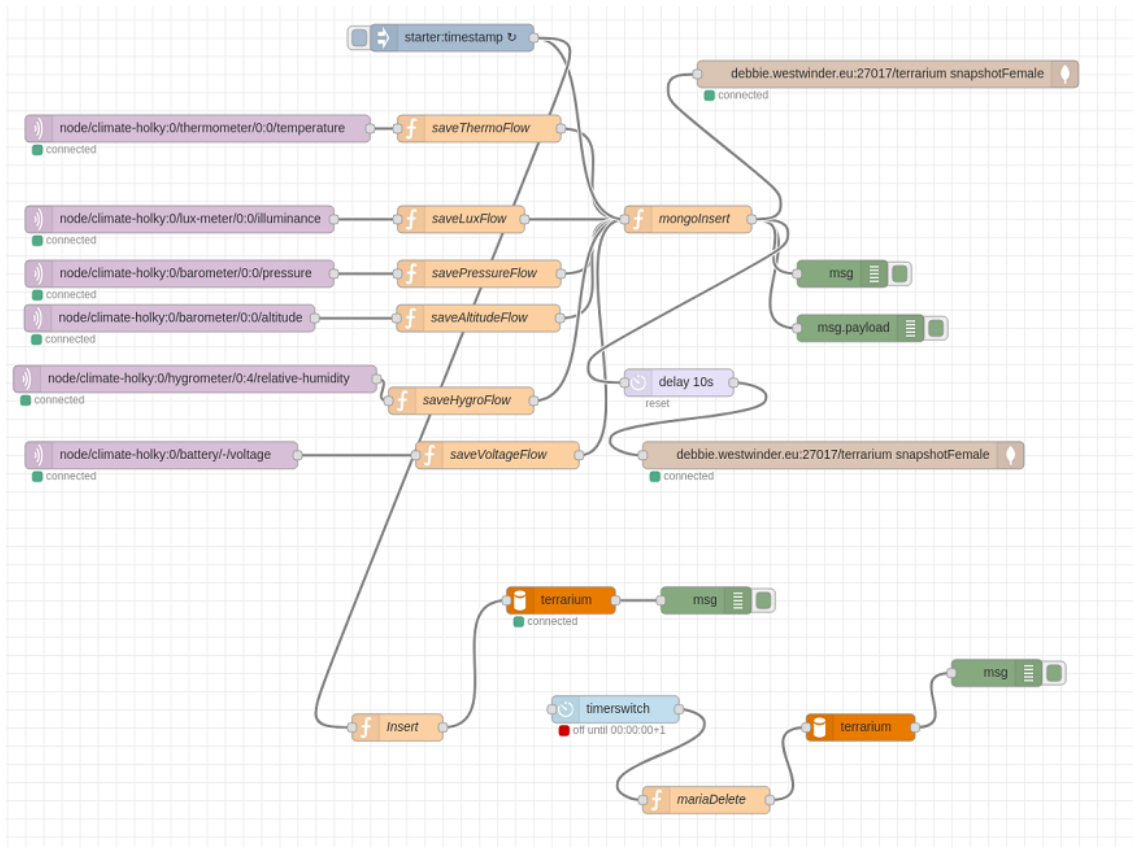 starter:timestamp ↻
debbie.westwinder.eu:27017/terrarium snapshotFemale
connected
node/climate-holky:0/thermometer/0:0/temperature
saveThermoFlow
connected
node/climate-holky:0/lux-meter/0:0/illuminance
saveLuxFlow
mongoInsert
connected
node/climate-holky:0/barometer/0:0/pressure
savePressureFlow
msg
connected
node/climate-holky:0/barometer/0:0/altitude
saveAltitudeFlow
msg.payload
connected
node/climate-holky:0/hygrometer/0:4/relative-humidity
delay 10s
connected
saveHygroFlow
reset
node/climate-holky:0/battery/-/voltage
saveVoltageFlow
debbie.westwinder.eu:27017/terrarium snapshotFemale
connected
connected
terrarium
msg
connected
msg
timerswitch
off until 00:00:00+1
Insert
terrarium
mariaDelete